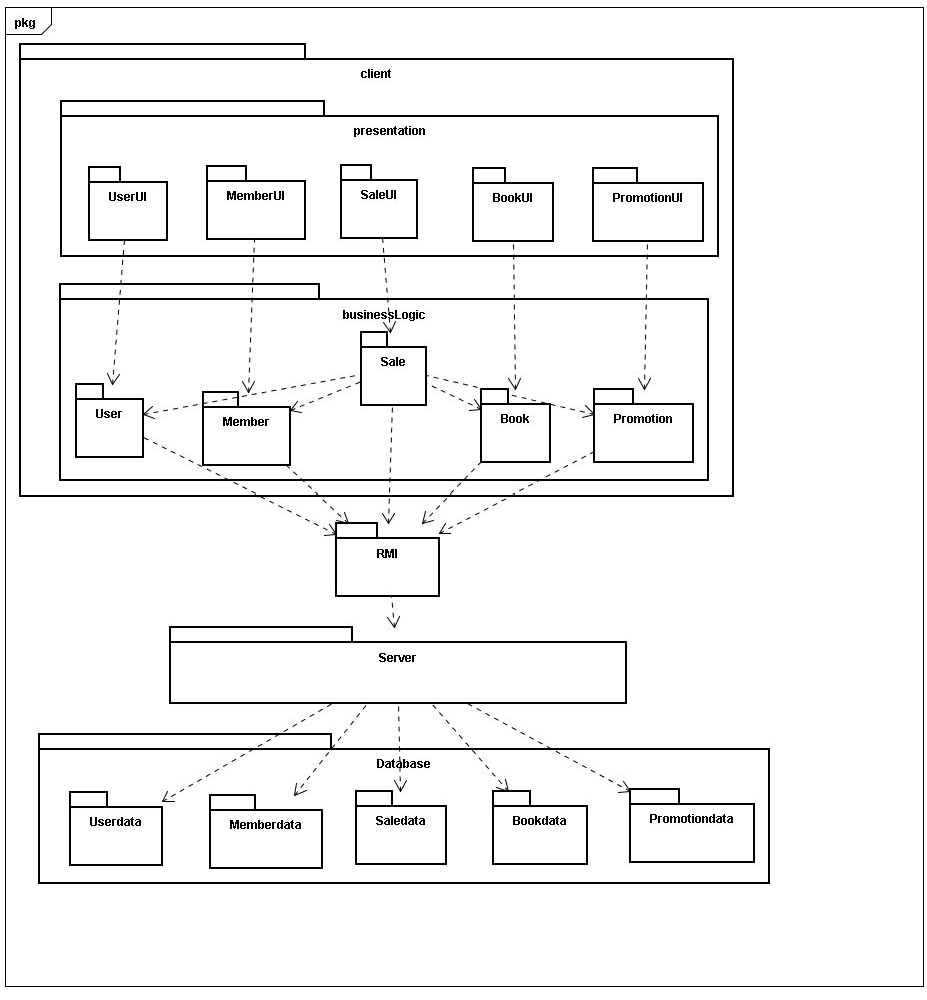 pkg
client
presentation
UserUI
MemberUI
SaleUI
BookUI
PromotionUI
businessLogic
Sale
User
Member
Book
Promotion
RMI
Server
Database
Userdata
Memberdata
Saledata
Bookdata
Promotiondata